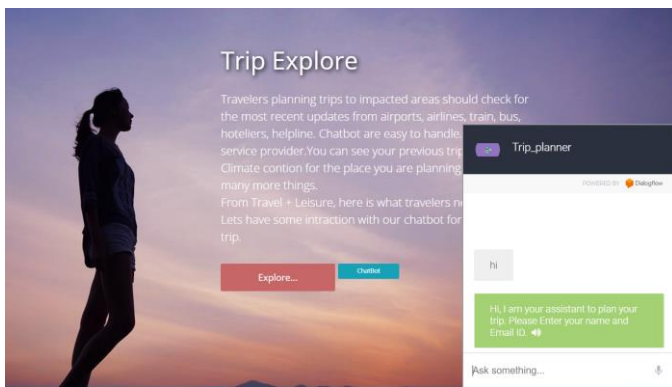 Trip Explore
Travelers planning trips to impacted areas should check for
the most recent updates from airports, airlines, train, bus,
hoteliers, helpline. Chatbot are easy to handle.
service provider.You can see your previous trip
Climate contion for the place you are planning
many more things.
From Travel + Leisure, here is what travelers
Lets have some intraction with our chatbot for
trip.
Explore...
ChatBot
Trip_planner
POWERED BY Dialogflow
hi
Hi, I am your assistant to plan your
trip. Please Enter your name and
Email ID.
Ask something...